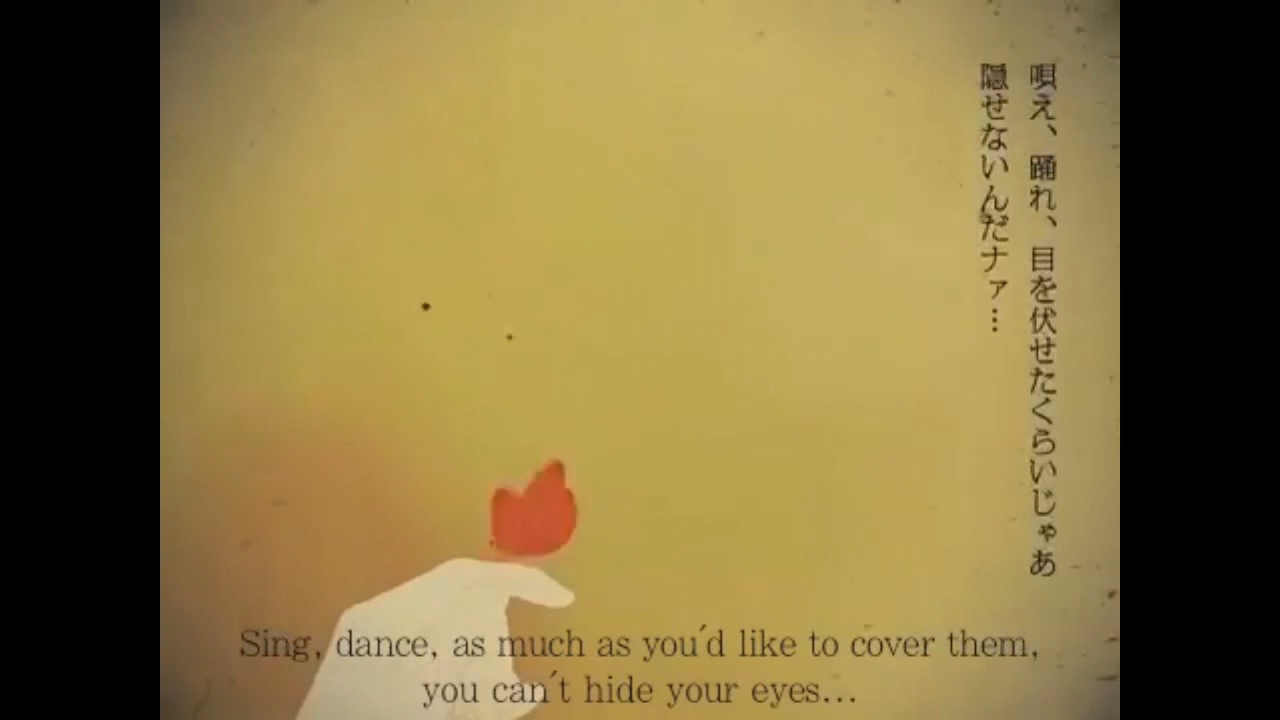 唄え、踊れ、目を伏せたくらいじゃあ
隠せないんだナァ…
Sing, dance, as much as you'd like to cover them,
you can't hide your eyes...